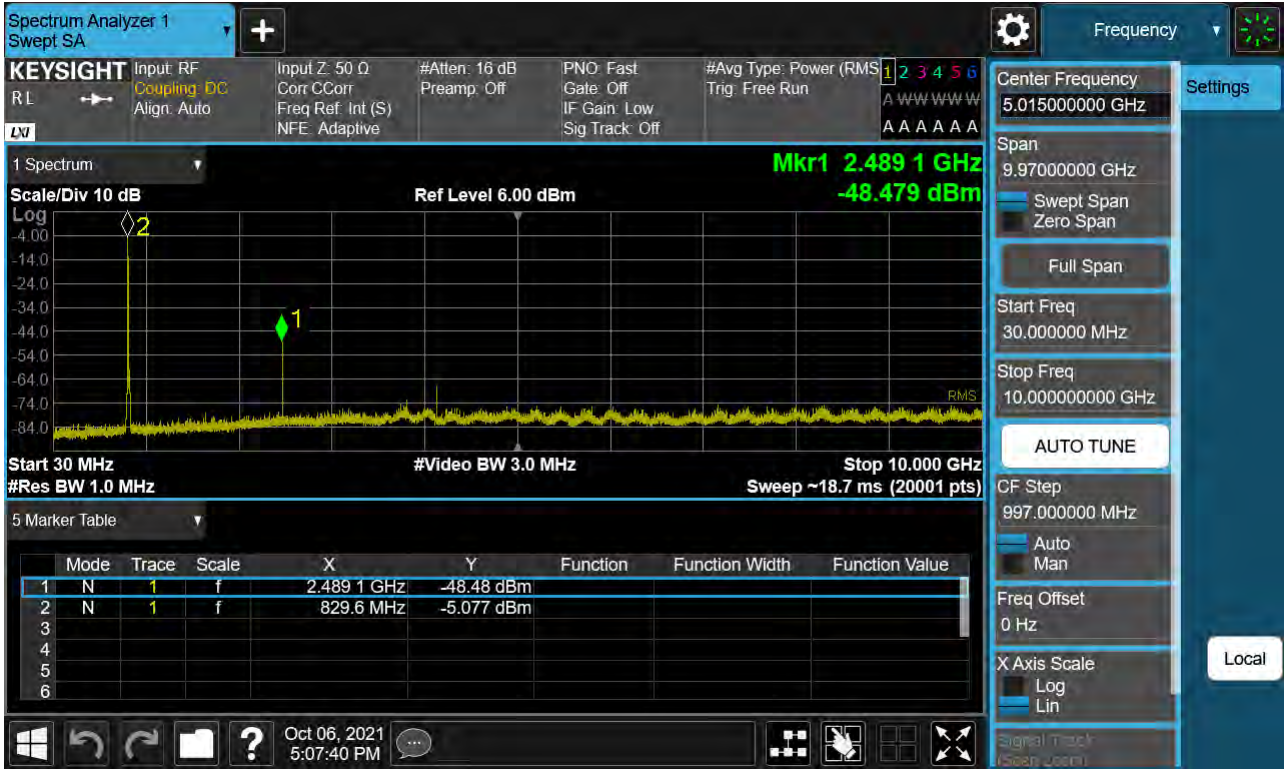 Spectrum Analyzer 1
Swept SA
Frequency
KEYSIGHT
R L
LXI
Input: RF
Coupling: DC
Align: Auto
Input Z: 50 Ω
Corr CCorr
Freq Ref: Int (S)
NFE: Adaptive
#Atten: 16 dB
Preamp: Off
PNO: Fast
Gate: Off
IF Gain: Low
Sig Track: Off
#Avg Type: Power (RMS
Trig: Free Run
1 2 3 4 5 6
A W W W W W
A A A A A A
1 Spectrum
Mkr1 2.489 1 GHz
Scale/Div 10 dB
Ref Level 6.00 dBm
-48.479 dBm
Log
-4.00
-14.0
-24.0
-34.0
-44.0
-54.0
-64.0
-74.0
-84.0
2
1
RMS
Start 30 MHz
#Video BW 3.0 MHz
Stop 10.000 GHz
#Res BW 1.0 MHz
Sweep ~18.7 ms (20001 pts)
5 Marker Table
Mode Trace Scale X Y Function Function Width Function Value
1 N 1 f 2.489 1 GHz -48.48 dBm
2 N 1 f 829.6 MHz -5.077 dBm
3
4
5
6
Oct 06, 2021
5:07:40 PM
Center Frequency
5.015000000 GHz
Settings
Span
9.97000000 GHz
Swept Span
Zero Span
Full Span
Start Freq
30.000000 MHz
Stop Freq
10.000000000 GHz
AUTO TUNE
CF Step
997.000000 MHz
Auto
Man
Freq Offset
0 Hz
X Axis Scale
Log
Lin
Local
Signal Track
(Span Zoom)